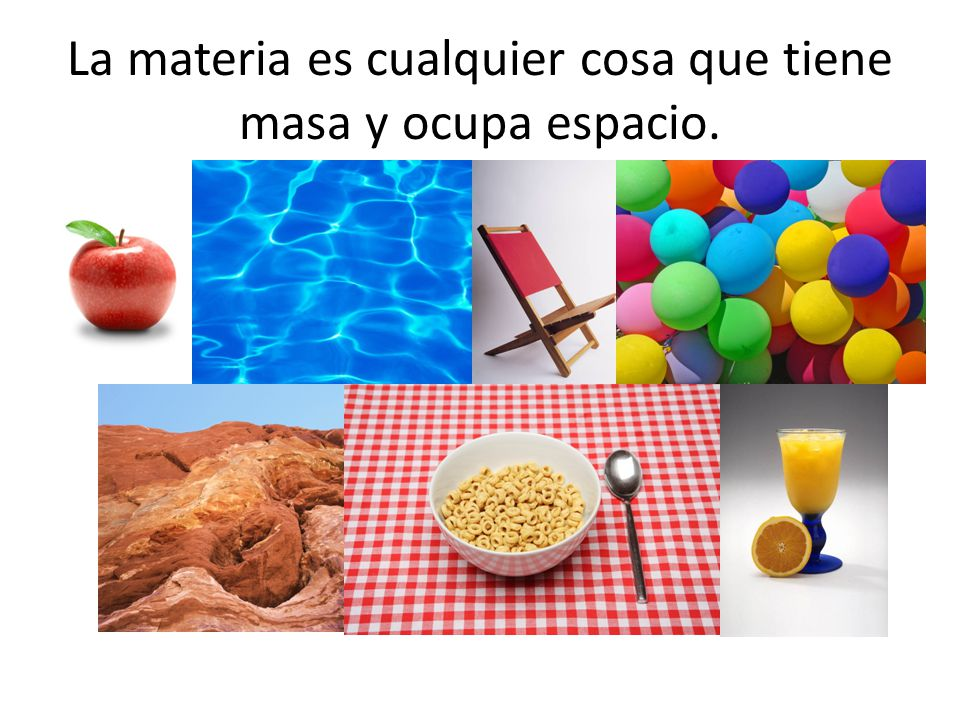 La materia es cualquier cosa que tiene
masa y ocupa espacio.